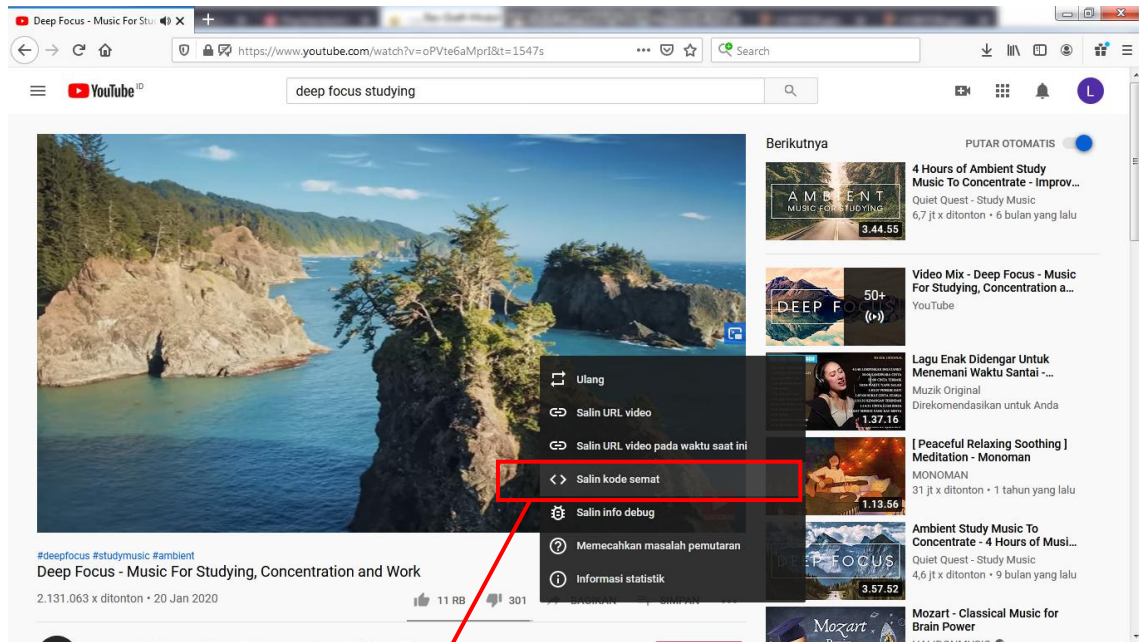 Deep Focus - Music For Stu
https://www.youtube.com/watch?v=oPVte6aMprI&t=1547s
Search
YouTube ID
deep focus studying
L
Berikutnya
PUTAR OTOMATIS
AMBIENT
MUSIC FOR STUDYING
3.44.55
4 Hours of Ambient Study
Music To Concentrate - Improv...
Quiet Quest - Study Music
6,7 jt x ditonton • 6 bulan yang lalu
DEEP FOCUS
50+
Video Mix - Deep Focus - Music
For Studying, Concentration a...
YouTube
1.37.16
Lagu Enak Didengar Untuk
Menemani Waktu Santai -...
Muzik Original
Direkomendasikan untuk Anda
1.13.56
[ Peaceful Relaxing Soothing ]
Meditation - Monoman
MONOMAN
31 jt x ditonton • 1 tahun yang lalu
FOCUS
3.57.52
Ambient Study Music To
Concentrate - 4 Hours of Musi...
Quiet Quest - Study Music
4,6 jt x ditonton • 9 bulan yang lalu
Mozart
Mozart - Classical Music for
Brain Power
Ulang
Salin URL video
Salin URL video pada waktu saat ini
Salin kode semat
Salin info debug
Memecahkan masalah pemutaran
Informasi statistik
#deepfocus #studymusic #ambient
Deep Focus - Music For Studying, Concentration and Work
2.131.063 x ditonton • 20 Jan 2020
11 RB
301
BAGIKAN
SIMPAN